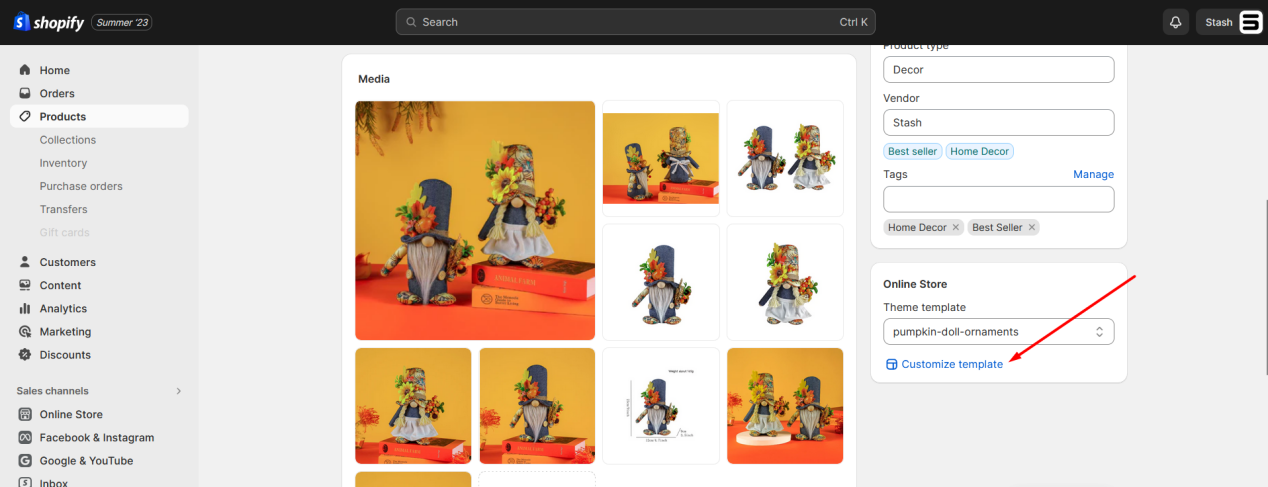 shopify
Summer '23
Search
Ctrl K
Stash
Home
Orders
Products
Collections
Inventory
Purchase orders
Transfers
Gift cards
Customers
Content
Analytics
Marketing
Discounts
Sales channels
Online Store
Facebook & Instagram
Google & YouTube
Inbox
Media
ANIMAL FARM
Product type
Decor
Vendor
Stash
Best seller
Home Decor
Tags
Manage
Home Decor
Best Seller
Online Store
Theme template
pumpkin-doll-ornaments
Customize template